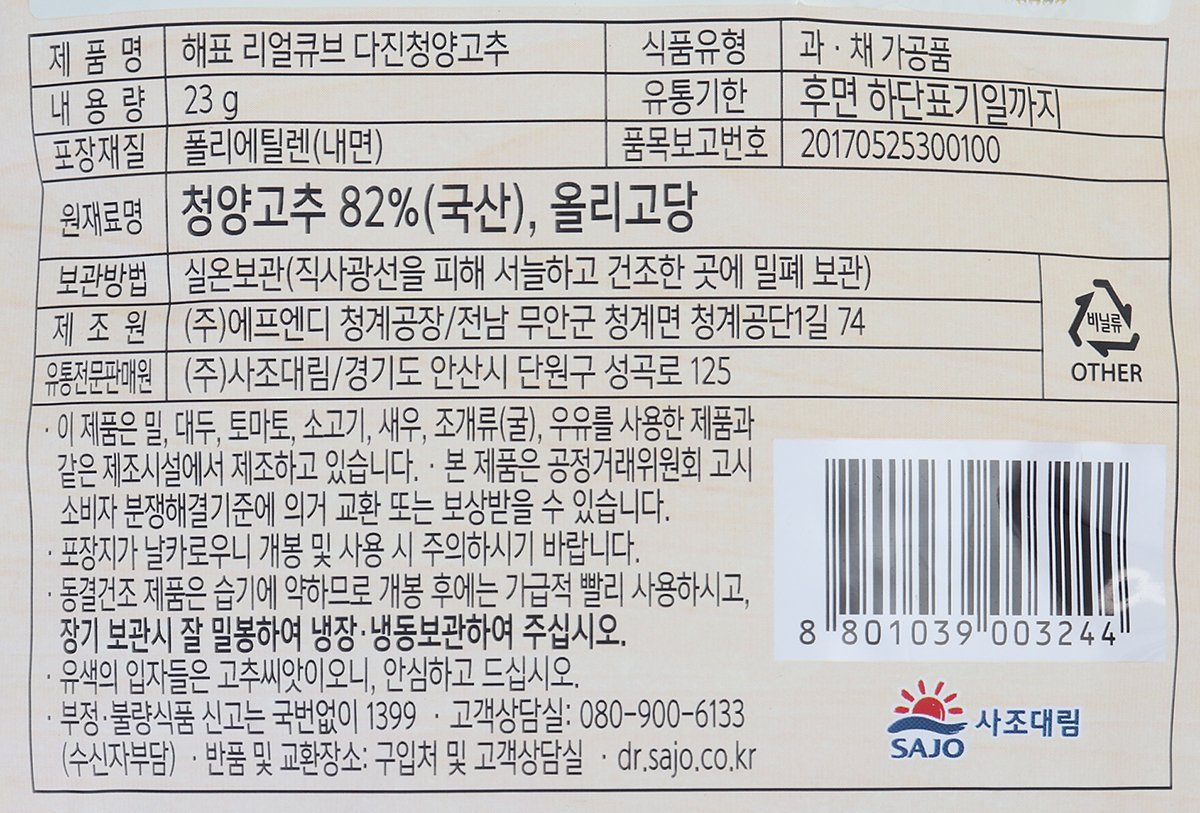 제 품 명 해표 리얼큐브 다진청양고추 식품유형 과 · 채 가공품
내 용 량 23 g 유통기한 후면 하단표기일까지
포장재질 폴리에틸렌(내면) 품목보고번호 20170525300100
원재료명 청양고추 82%(국산), 올리고당
보관방법 실온보관(직사광선을 피해 서늘하고 건조한 곳에 밀폐 보관)
제 조 원 (주)에프엔디 청계공장/전남 무안군 청계면 청계공단1길 74
유통전문판매원 (주)사조대림/경기도 안산시 단원구 성곡로 125
비닐류
OTHER
· 이 제품은 밀, 대두, 토마토, 소고기, 새우, 조개류(굴), 우유를 사용한 제품과
같은 제조시설에서 제조하고 있습니다. · 본 제품은 공정거래위원회 고시
소비자 분쟁해결기준에 의거 교환 또는 보상받을 수 있습니다.
· 포장지가 날카로우니 개봉 및 사용 시 주의하시기 바랍니다.
· 동결건조 제품은 습기에 약하므로 개봉 후에는 가급적 빨리 사용하시고,
장기 보관시 잘 밀봉하여 냉장·냉동보관하여 주십시오.
· 유색의 입자들은 고추씨앗이오니, 안심하고 드십시오.
· 부정·불량식품 신고는 국번없이 1399 · 고객상담실: 080-900-6133
(수신자부담) · 반품 및 교환장소: 구입처 및 고객상담실 · dr.sajo.co.kr
8 801039 003244
SAJO 사조대림